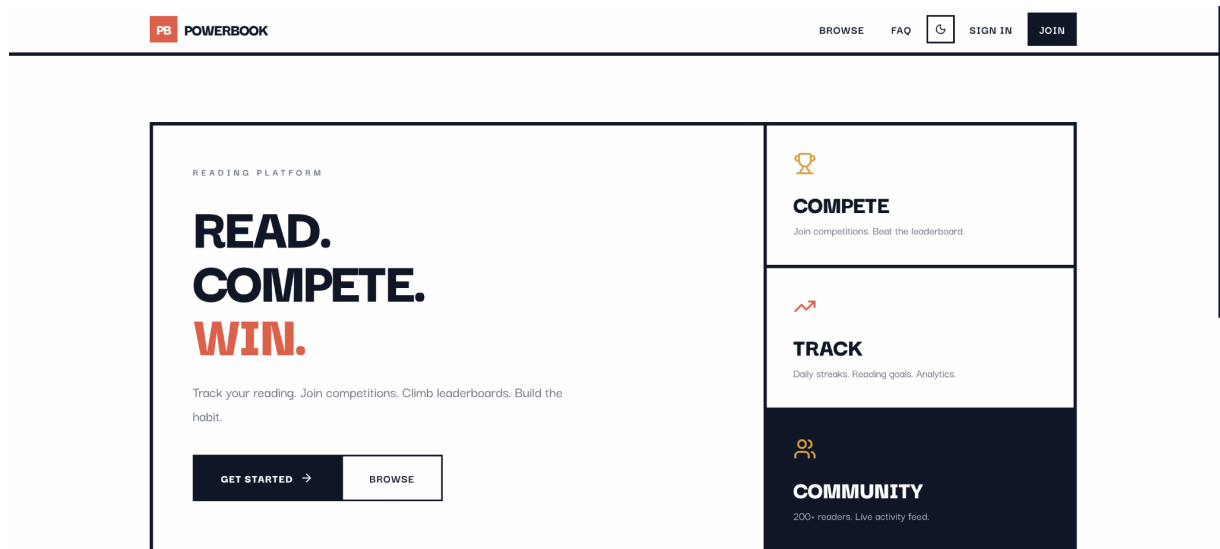 PB POWERBOOK
BROWSE FAQ SIGN IN JOIN
READING PLATFORM
READ.
COMPETE.
WIN.
Track your reading. Join competitions. Climb leaderboards. Build the
habit.
GET STARTED → BROWSE
COMPETE
Join competitions. Beat the leaderboard.
TRACK
Daily streaks. Reading goals. Analytics.
COMMUNITY
200+ readers. Live activity feed.